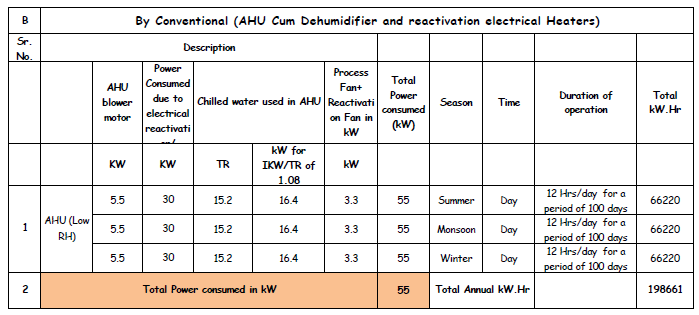 B By Conventional (AHU Cum Dehumidifier and reactivation electrical Heaters)
Sr. No. Description
AHU blower motor Power Consumed due to electrical reactivati Chilled water used in AHU Process Fan+ Reactivati on Fan in kW Total Power consumed (kW) Season Time Duration of operation Total kW.Hr
KW KW TR kW for IKW/TR of 1.08 kW
1 AHU (Low RH)
5.5 30 15.2 16.4 3.3 55 Summer Day 12 Hrs/day for a period of 100 days 66220
5.5 30 15.2 16.4 3.3 55 Monsoon Day 12 Hrs/day for a period of 100 days 66220
5.5 30 15.2 16.4 3.3 55 Winter Day 12 Hrs/day for a period of 100 days 66220
2 Total Power consumed in kW 55 Total Annual kW.Hr 198661